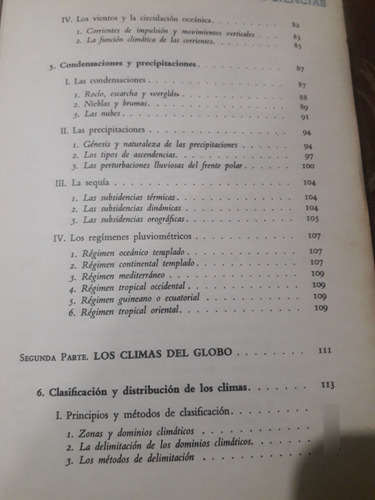 CIENCIAS
IV. Los vientos y la circulación oceánica . . . . . . . . . . 82
1. Corrientes de impulsión y movimientos verticales . . 83
2. La función climática de las corrientes. . . . . . . . . 85
5. Condensaciones y precipitaciones . . . . . . . . . . . 87
I. Las condensaciones . . . . . . . . . . . . . . . . . . 87
1. Rocío, escarcha y «verglás» . . . . . . . . . . . . . 88
2. Nieblas y brumas . . . . . . . . . . . . . . . . . . . 89
3. Las nubes . . . . . . . . . . . . . . . . . . . . . . . 91
II. Las precipitaciones . . . . . . . . . . . . . . . . . . 94
1. Génesis y naturaleza de las precipitaciones . . . . . 94
2. Los tipos de ascendencias. . . . . . . . . . . . . . . 97
3. Las perturbaciones lluviosas del frente polar . . . . 100
III. La sequía . . . . . . . . . . . . . . . . . . . . . . . 104
1. Las subsidencias térmicas . . . . . . . . . . . . . . 104
2. Las subsidencias dinámicas . . . . . . . . . . . . . . 104
3. Las subsidencias orográficas . . . . . . . . . . . . . 105
IV. Los regímenes pluviométricos . . . . . . . . . . . . . 107
1. Régimen oceánico templado . . . . . . . . . . . . . . 107
2. Régimen continental templado . . . . . . . . . . . . . 107
3. Régimen mediterráneo . . . . . . . . . . . . . . . . . 109
4. Régimen tropical occidental . . . . . . . . . . . . . 109
5. Régimen guineano o ecuatorial . . . . . . . . . . . . 109
6. Régimen tropical oriental . . . . . . . . . . . . . . 109
SEGUNDA PARTE. LOS CLIMAS DEL GLOBO . . . . . . . . . . 111
6. Clasificación y distribución de los climas. . . . . . . 113
I. Principios y métodos de clasificación. . . . . . . . .
1. Zonas y dominios climáticos . . . . . . . . . . . . .
2. La delimitación de los dominios climáticos. . . . . .
3. Los métodos de delimitación . . . . . . . . . . . . .